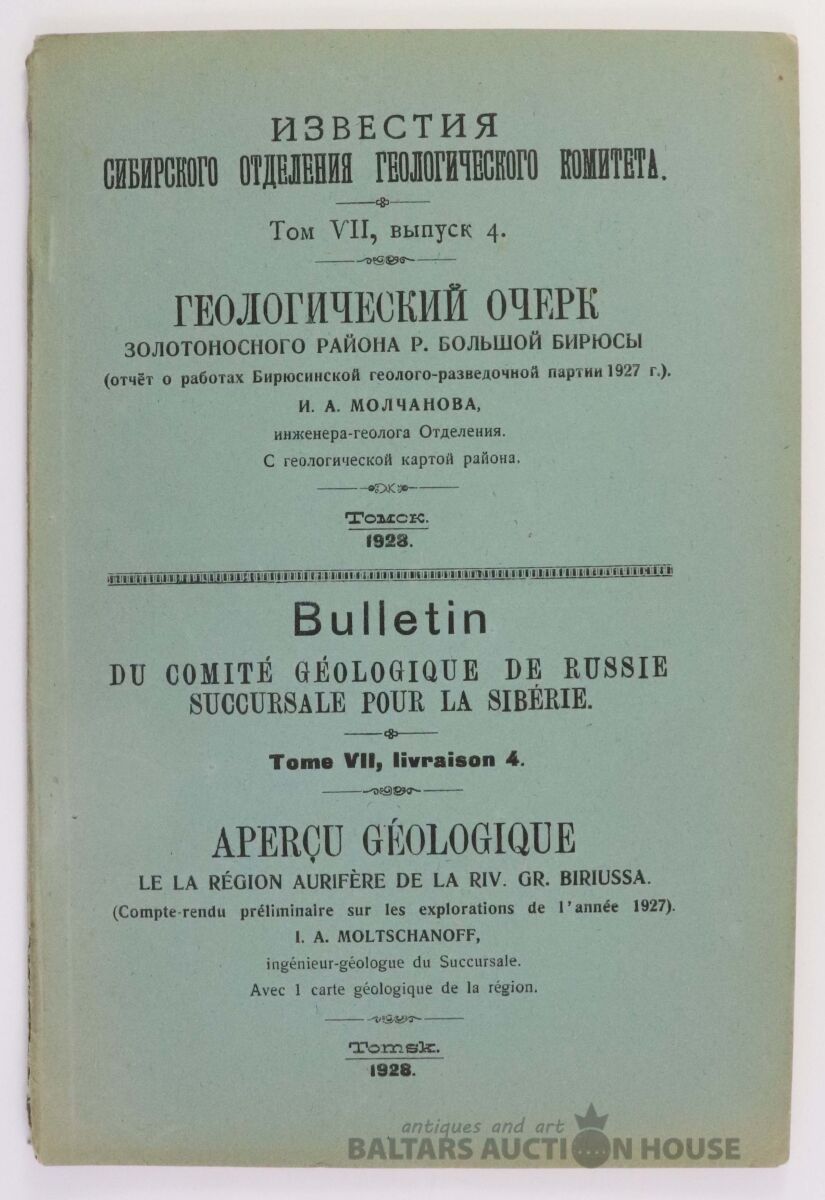 ИЗВЕСТИЯ
СИБИРСКОГО ОТДЕЛЕНИЯ ГЕОЛОГИЧЕСКОГО КОМИТЕТА.
Том VII, выпуск 4.
ГЕОЛОГИЧЕСКИЙ ОЧЕРК
ЗОЛОТОНОСНОГО РАЙОНА Р. БОЛЬШОЙ БИРЮСЫ
(отчёт о работах Бирюсинской геолого-разведочной партии 1927 г.).
И. А. МОЛЧАНОВА,
инженера-геолога Отделения.
С геологической картой района.
Томск.
1928.
Bulletin
DU COMITÉ GÉOLOGIQUE DE RUSSIE
SUCCURSALE POUR LA SIBÉRIE.
Tome VII, livraison 4.
APERÇU GÉOLOGIQUE
LE LA RÉGION AURIFÈRE DE LA RIV. GR. BIRIUSSA.
(Compte-rendu préliminaire sur les explorations de l'année 1927).
I. A. MOLTSCHANOFF,
ingénieur-géologue du Succursale.
Avec 1 carte géologique de la région.
Tomsk.
1928.
antiques and art
BALTARS AUCTION HOUSE